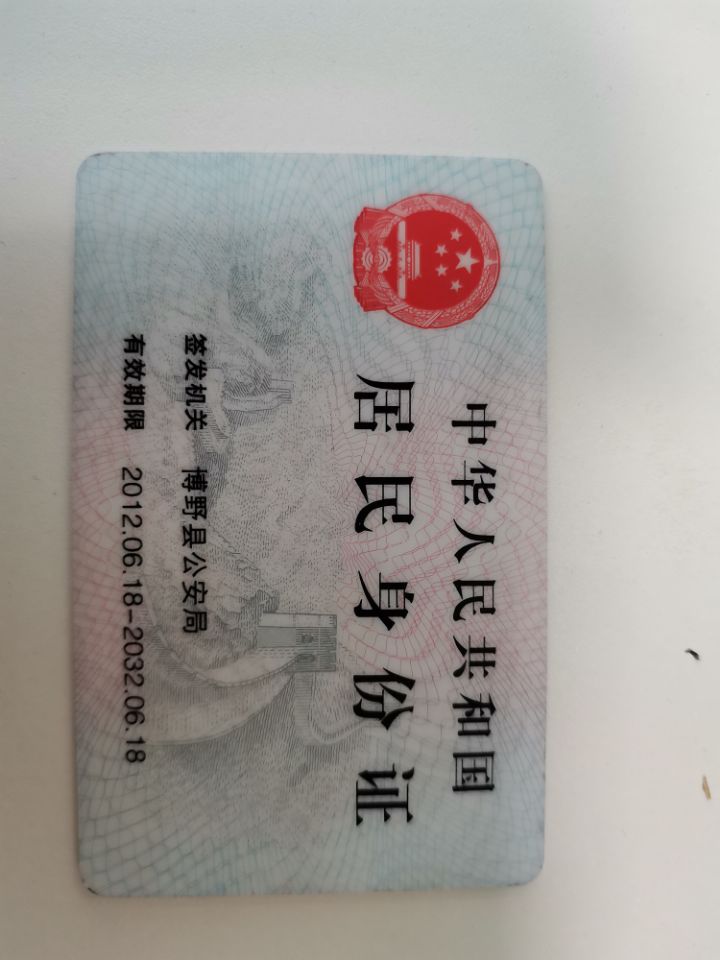 中华人民共和国
居民身份证
签发机关 博野县公安局
有效期限 2012.06.18-2032.06.18